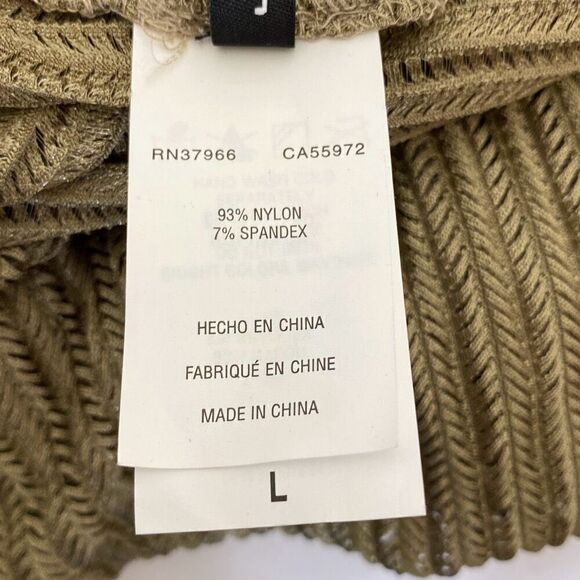 RN37966 CA55972
93% NYLON
7% SPANDEX
HECHO EN CHINA
FABRIQUÉ EN CHINE
MADE IN CHINA
L